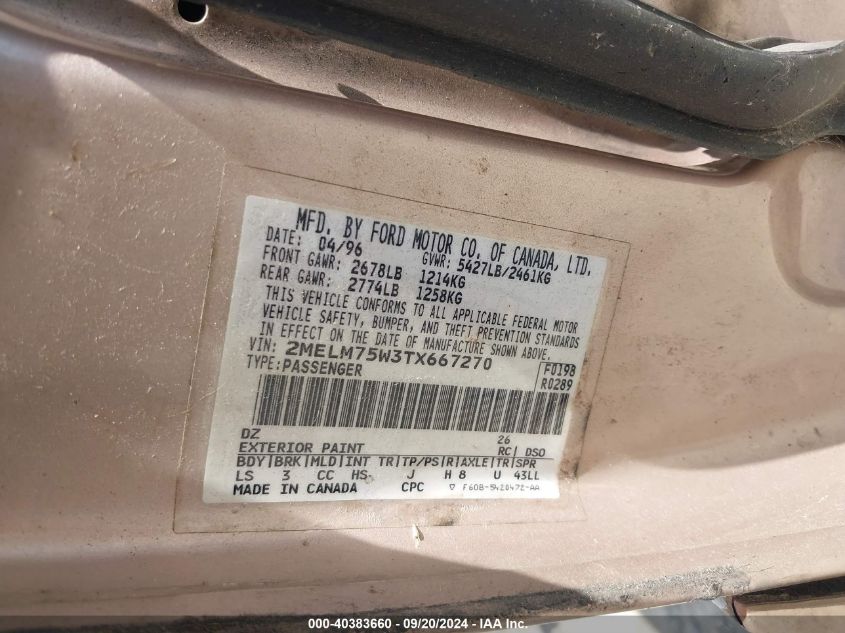 MFD. BY FORD MOTOR CO. OF CANADA, LTD.
DATE: 04/96 GVWR: 5427LB/2461KG
FRONT GAWR: 2678LB 1214KG
REAR GAWR: 2774LB 1258KG
THIS VEHICLE CONFORMS TO ALL APPLICABLE FEDERAL MOTOR
VEHICLE SAFETY, BUMPER, AND THEFT PREVENTION STANDARDS
IN EFFECT ON THE DATE OF MANUFACTURE SHOWN ABOVE.
VIN: 2MELM75W3TX667270 F0198
TYPE: PASSENGER R0289
DZ 26
EXTERIOR PAINT RC| DSO
BDY|BRK|MLD|INT TR|TP/PS|R|AXLE|TR|SPR
LS 3 CC HS- J H 8 U 43LL
MADE IN CANADA CPC ▽ F60B-5420472-AA
000-40383660 - 09/20/2024 - IAA, Inc.